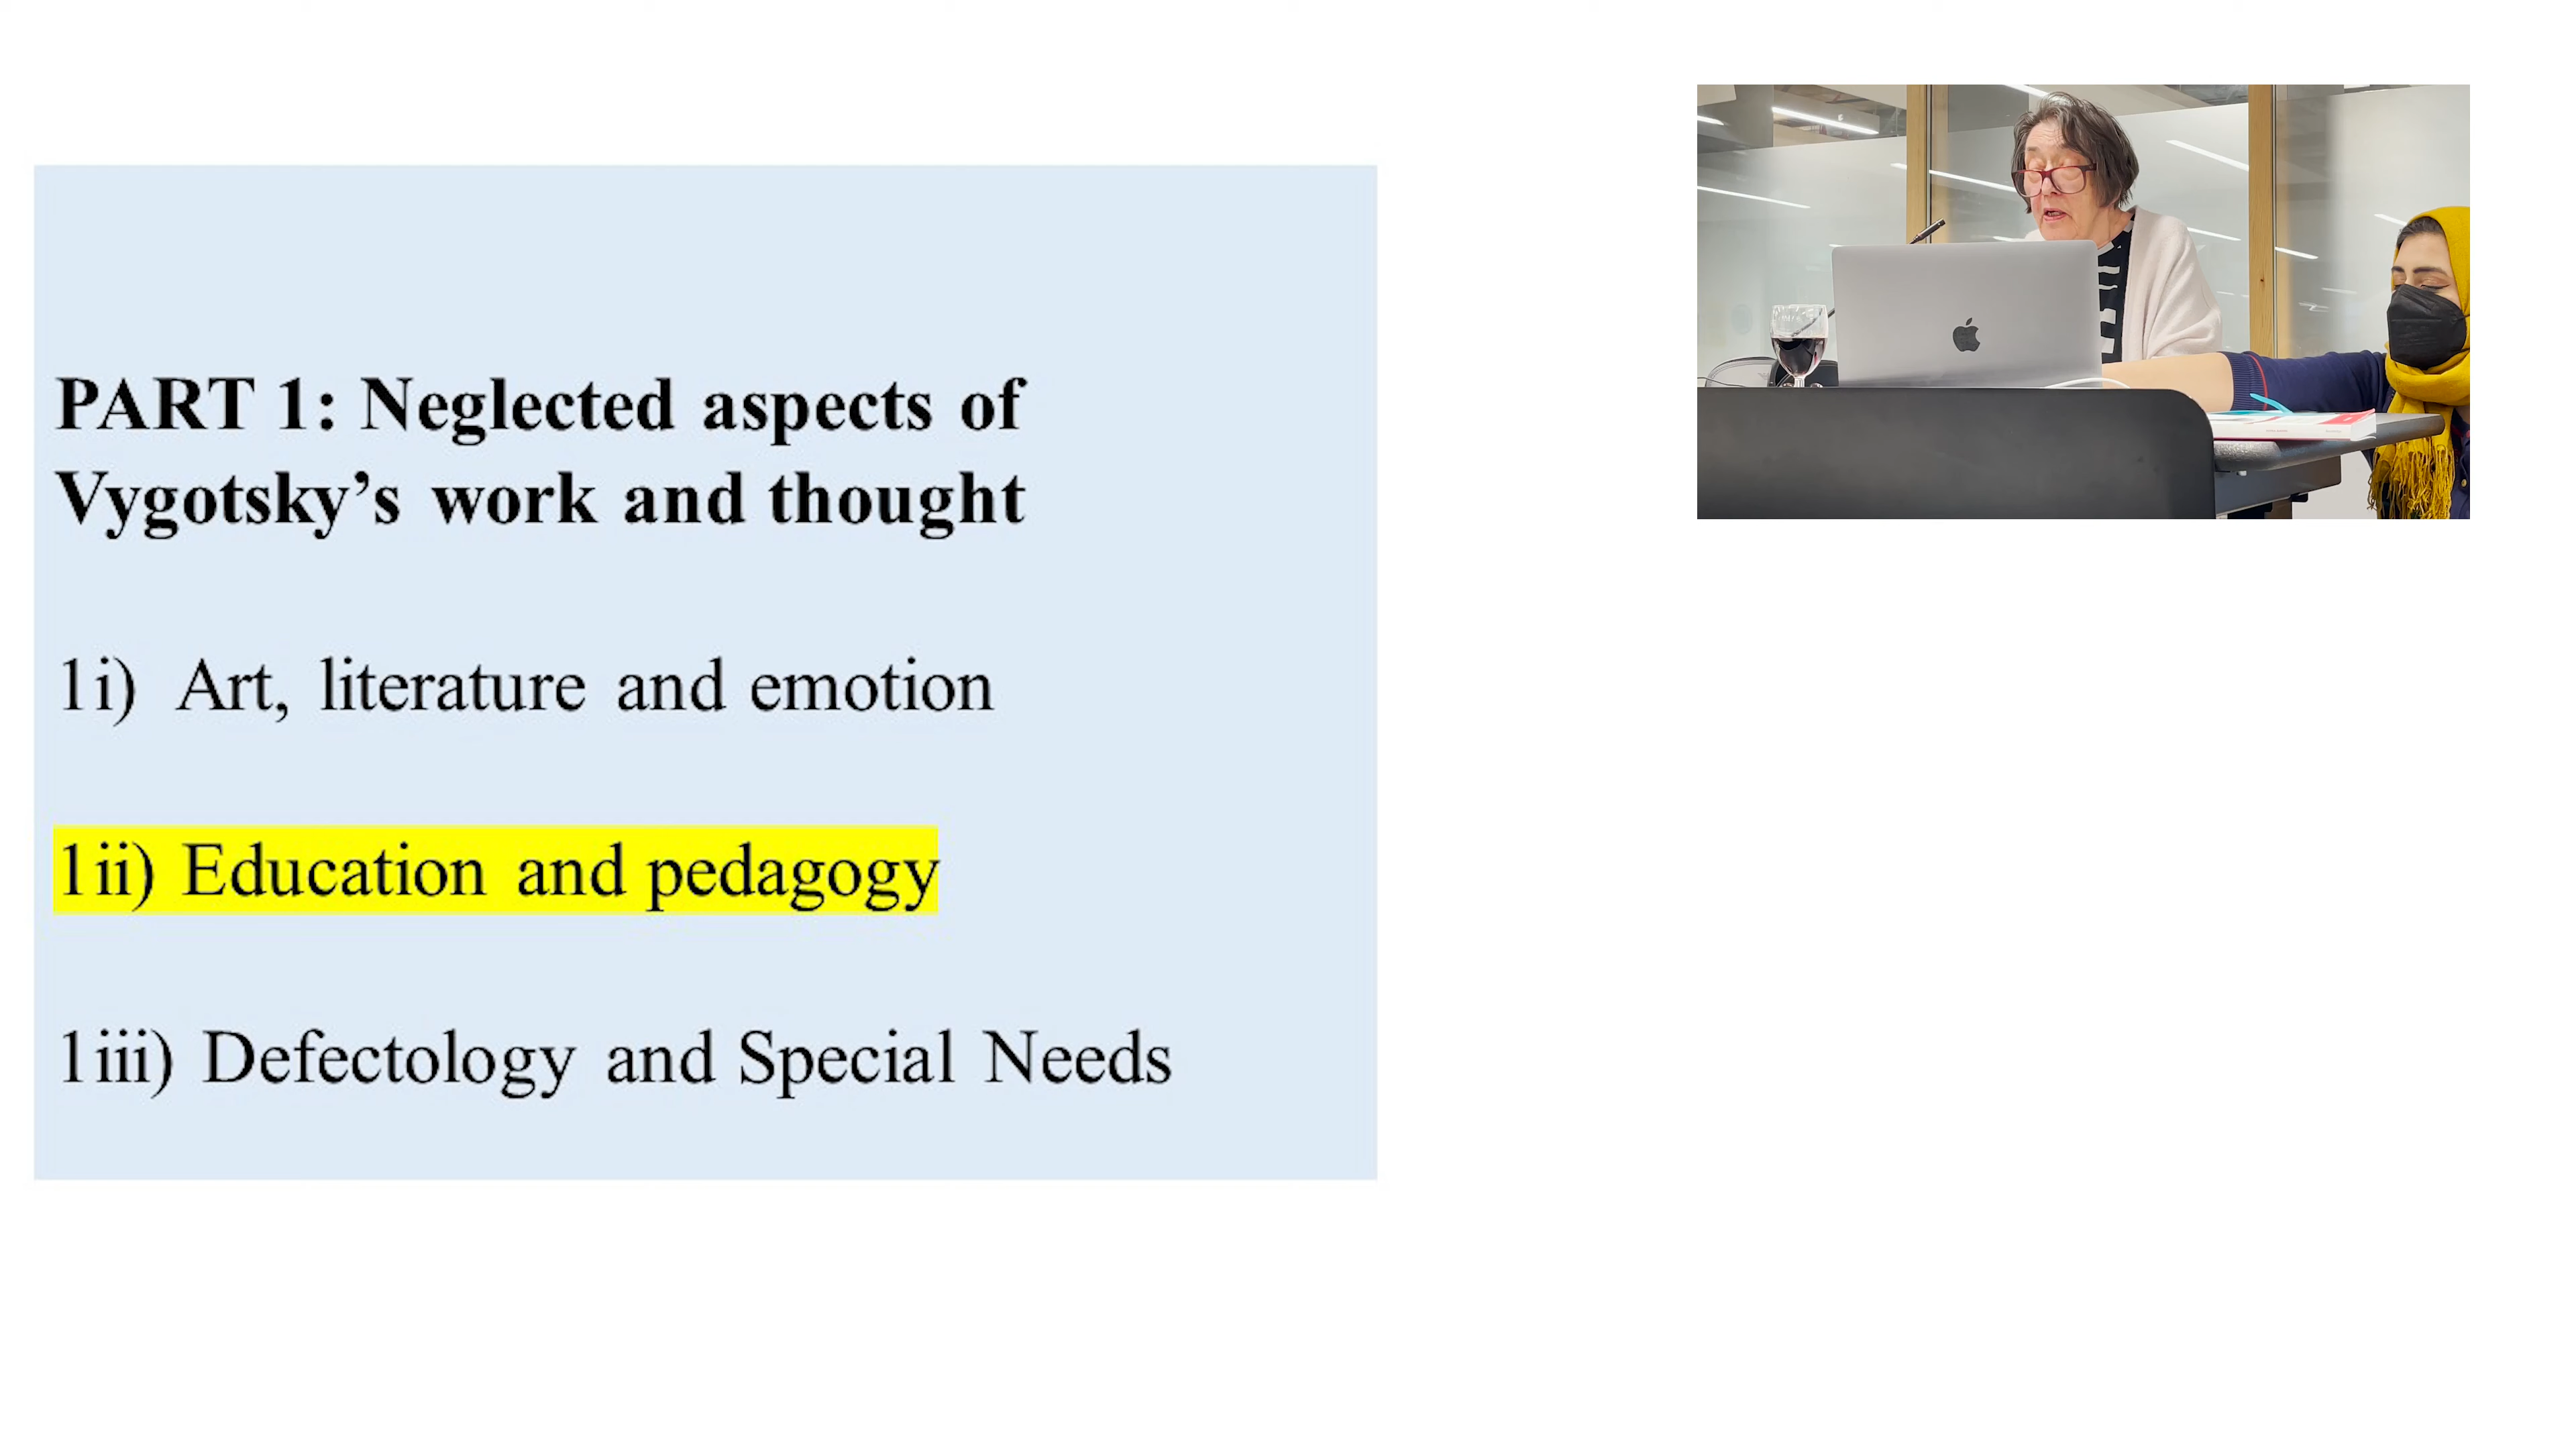 PART 1: Neglected aspects of
Vygotsky’s work and thought
1i) Art, literature and emotion
1ii) Education and pedagogy
1iii) Defectology and Special Needs